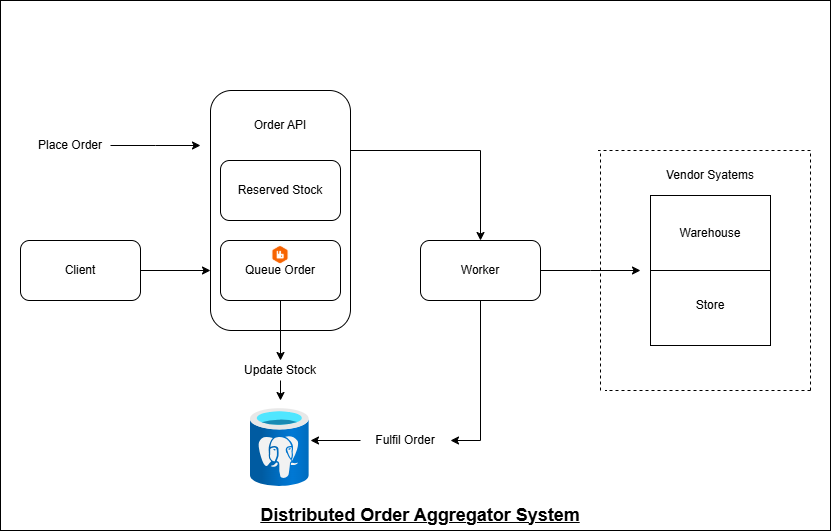 Order API
Place Order
Reserved Stock
Vendor Syatems
Warehouse
Client
Queue Order
Worker
Store
Update Stock
Fulfil Order
Distributed Order Aggregator System